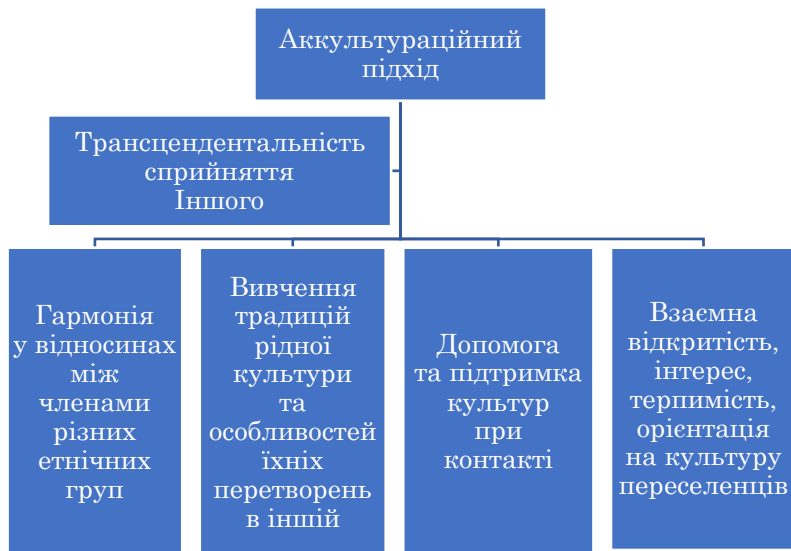 Аккультураційний
підхід
Трансцендентальність
сприйняття
Іншого
Гармонія
у відносинах
між
членами
різних
етнічних
груп
Вивчення
традицій
рідної
культури
та
особливостей
їхніх
перетворень
в іншій
Допомога
та підтримка
культур
при
контакті
Взаємна
відкритість,
інтерес,
терпимість,
орієнтація
на культуру
переселенців